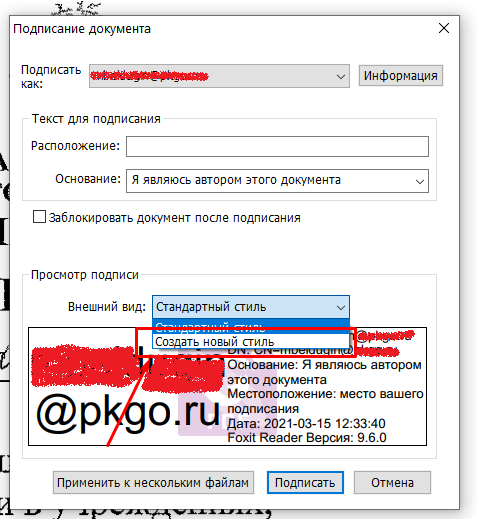 Подписание документа
Подписать как:
Информация
Текст для подписания
Расположение:
Основание: Я являюсь автором этого документа
Заблокировать документ после подписания
Просмотр подписи
Внешний вид: Стандартный стиль
Стандартный стиль
Создать новый стиль
@pkgo.ru
DN: CN=mbeldugin@
Основание: Я являюсь автором
этого документа
Местоположение: место вашего
подписания
Дата: 2021-03-15 12:33:40
Foxit Reader Версия: 9.6.0
Применить к нескольким файлам
Подписать
Отмена